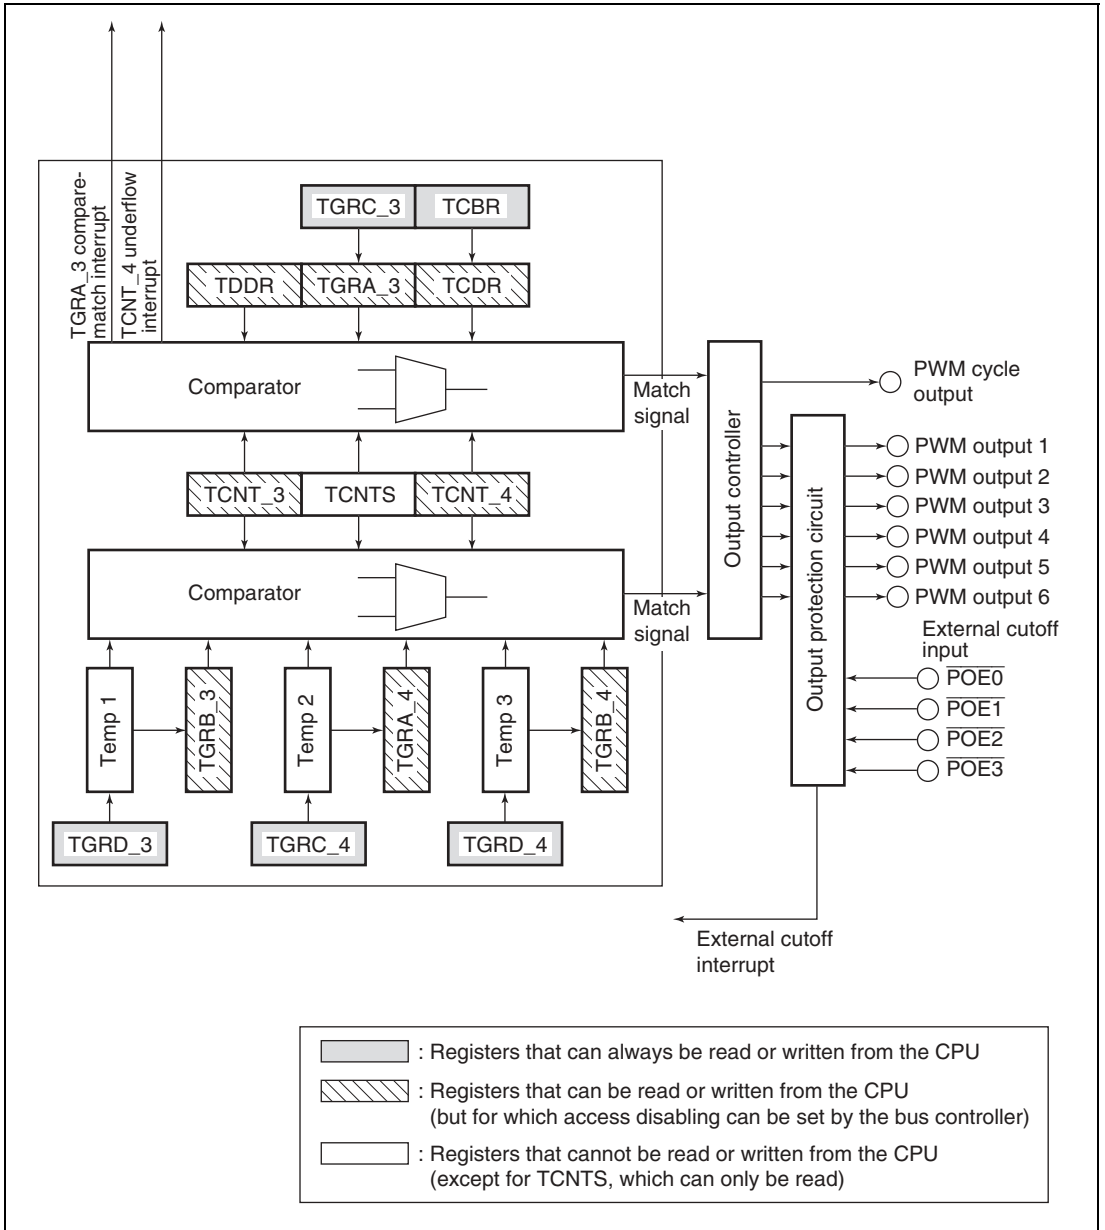 TGRA_3 compare-
match interrupt
TCNT_4 underflow
interrupt
TGRC_3
TCBR
TDDR
TGRA_3
TCDR
Comparator
Match
signal
TCNT_3
TCNTS
TCNT_4
Comparator
Match
signal
Temp 1
TGRB_3
Temp 2
TGRA_4
Temp 3
TGRB_4
TGRD_3
TGRC_4
TGRD_4
Output controller
Output protection circuit
PWM cycle
output
PWM output 1
PWM output 2
PWM output 3
PWM output 4
PWM output 5
PWM output 6
External cutoff
input
POE0
POE1
POE2
POE3
External cutoff
interrupt
: Registers that can always be read or written from the CPU
: Registers that can be read or written from the CPU
(but for which access disabling can be set by the bus controller)
: Registers that cannot be read or written from the CPU
(except for TCNTS, which can only be read)